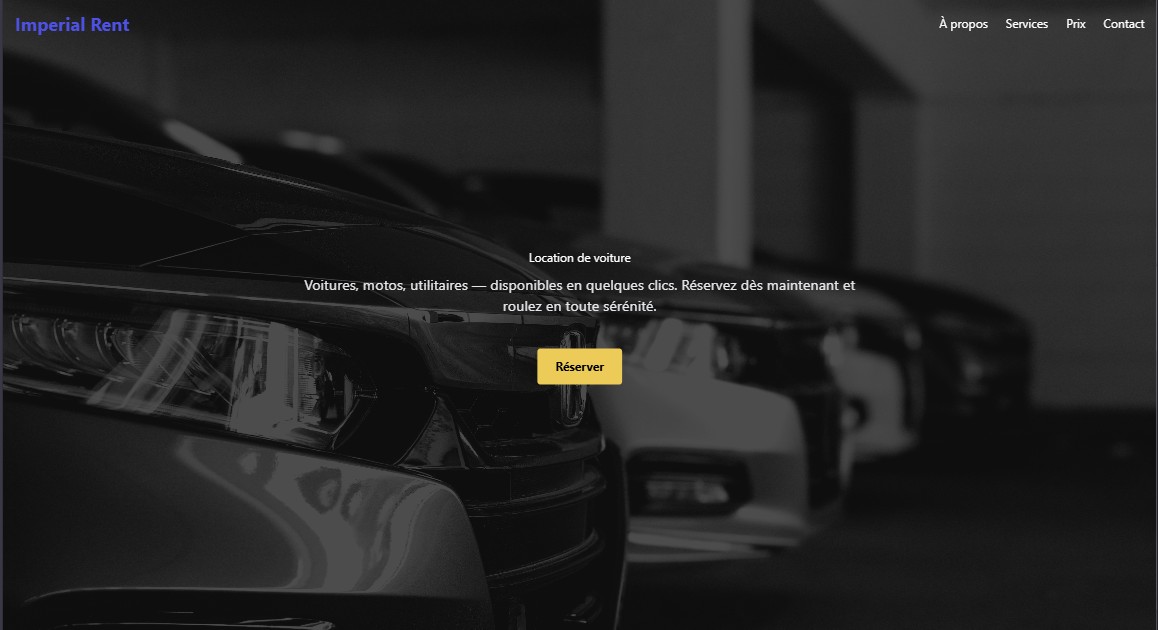 Imperial Rent
À propos Services Prix Contact
Location de voiture
Voitures, motos, utilitaires — disponibles en quelques clics. Réservez dès maintenant et
roulez en toute sérénité.
Réserver